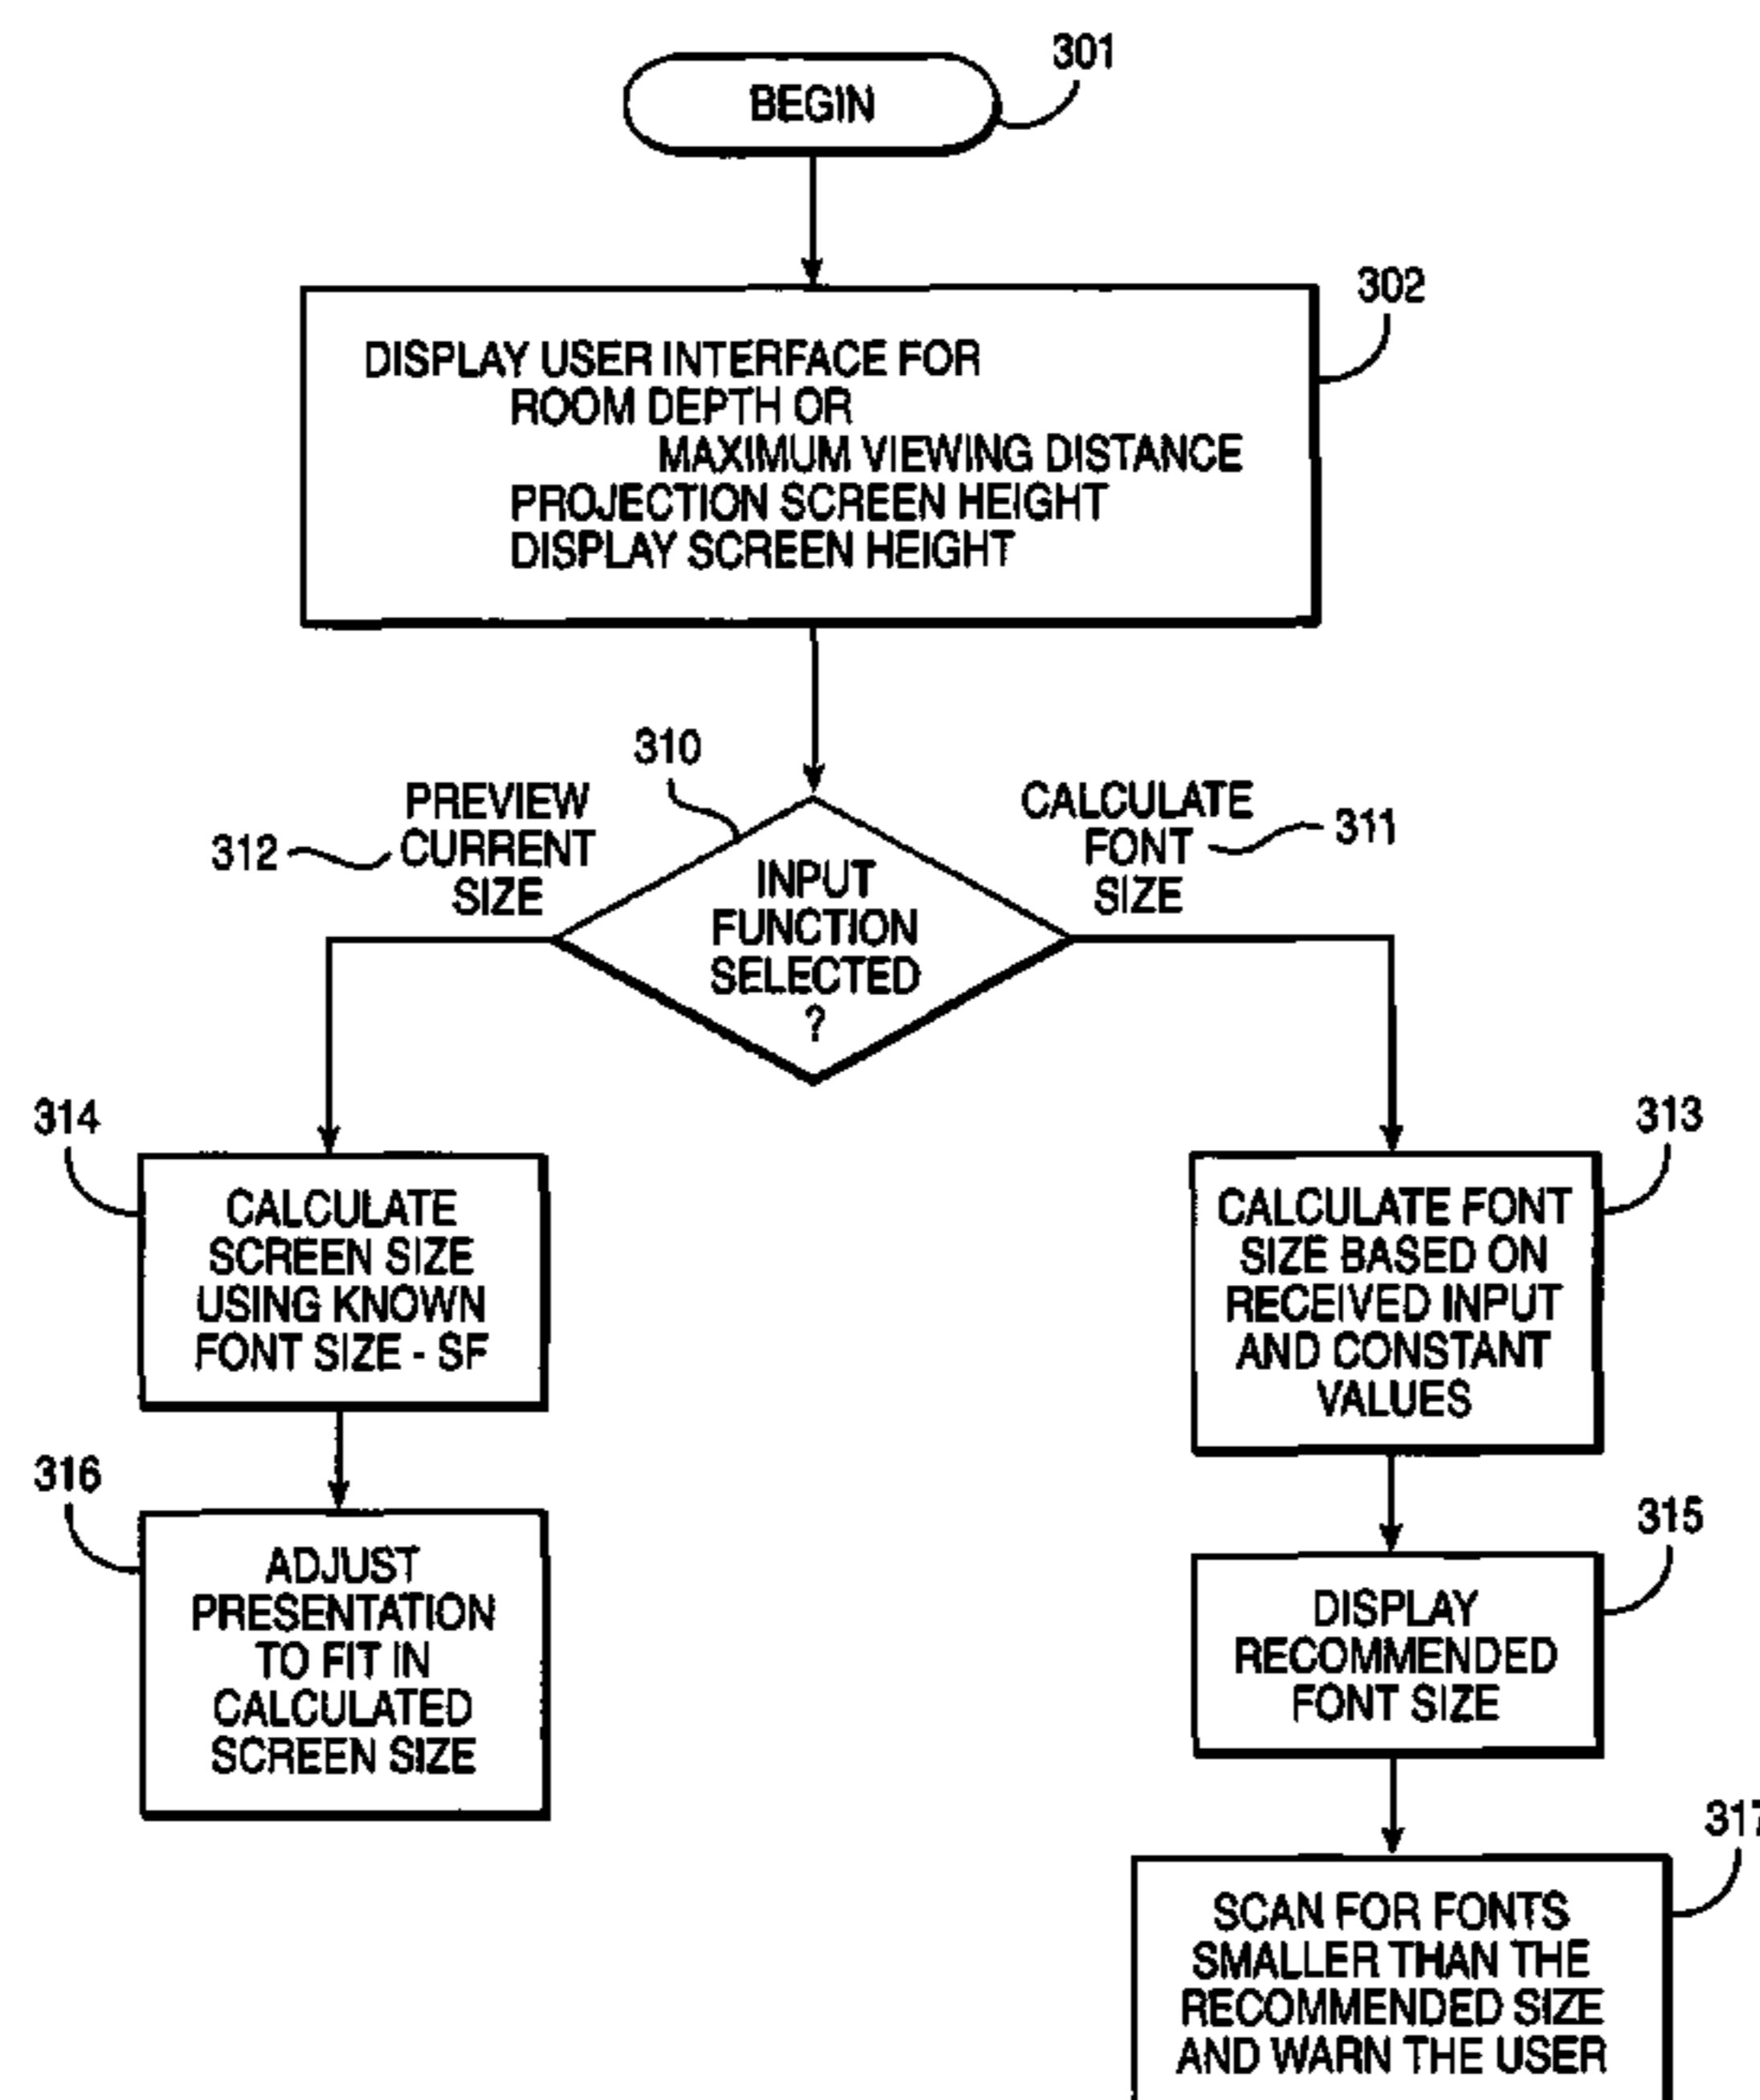 301
BEGIN
302
DISPLAY USER INTERFACE FOR
ROOM DEPTH OR
MAXIMUM VIEWING DISTANCE
PROJECTION SCREEN HEIGHT
DISPLAY SCREEN HEIGHT
310
PREVIEW
CURRENT
SIZE
312
CALCULATE
FONT
SIZE
311
INPUT
FUNCTION
SELECTED
?
314
CALCULATE
SCREEN SIZE
USING KNOWN
FONT SIZE - SF
313
CALCULATE FONT
SIZE BASED ON
RECEIVED INPUT
AND CONSTANT
VALUES
316
ADJUST
PRESENTATION
TO FIT IN
CALCULATED
SCREEN SIZE
315
DISPLAY
RECOMMENDED
FONT SIZE
317
SCAN FOR FONTS
SMALLER THAN THE
RECOMMENDED SIZE
AND WARN THE USER